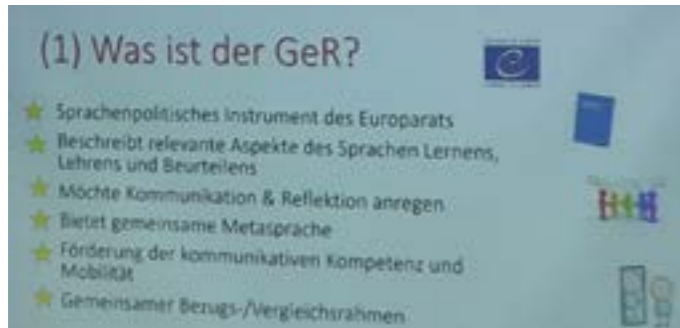 (1) Was ist der GeR?
Sprachenpolitisches Instrument des Europarats
Beschreibt relevante Aspekte des Sprachen Lernens,
Lehrens und Beurteilens
Möchte Kommunikation & Reflektion anregen
Bietet gemeinsame Metasprache
Förderung der kommunikativen Kompetenz und
Mobilität
Gemeinsamer Bezugs-/Vergleichsrahmen